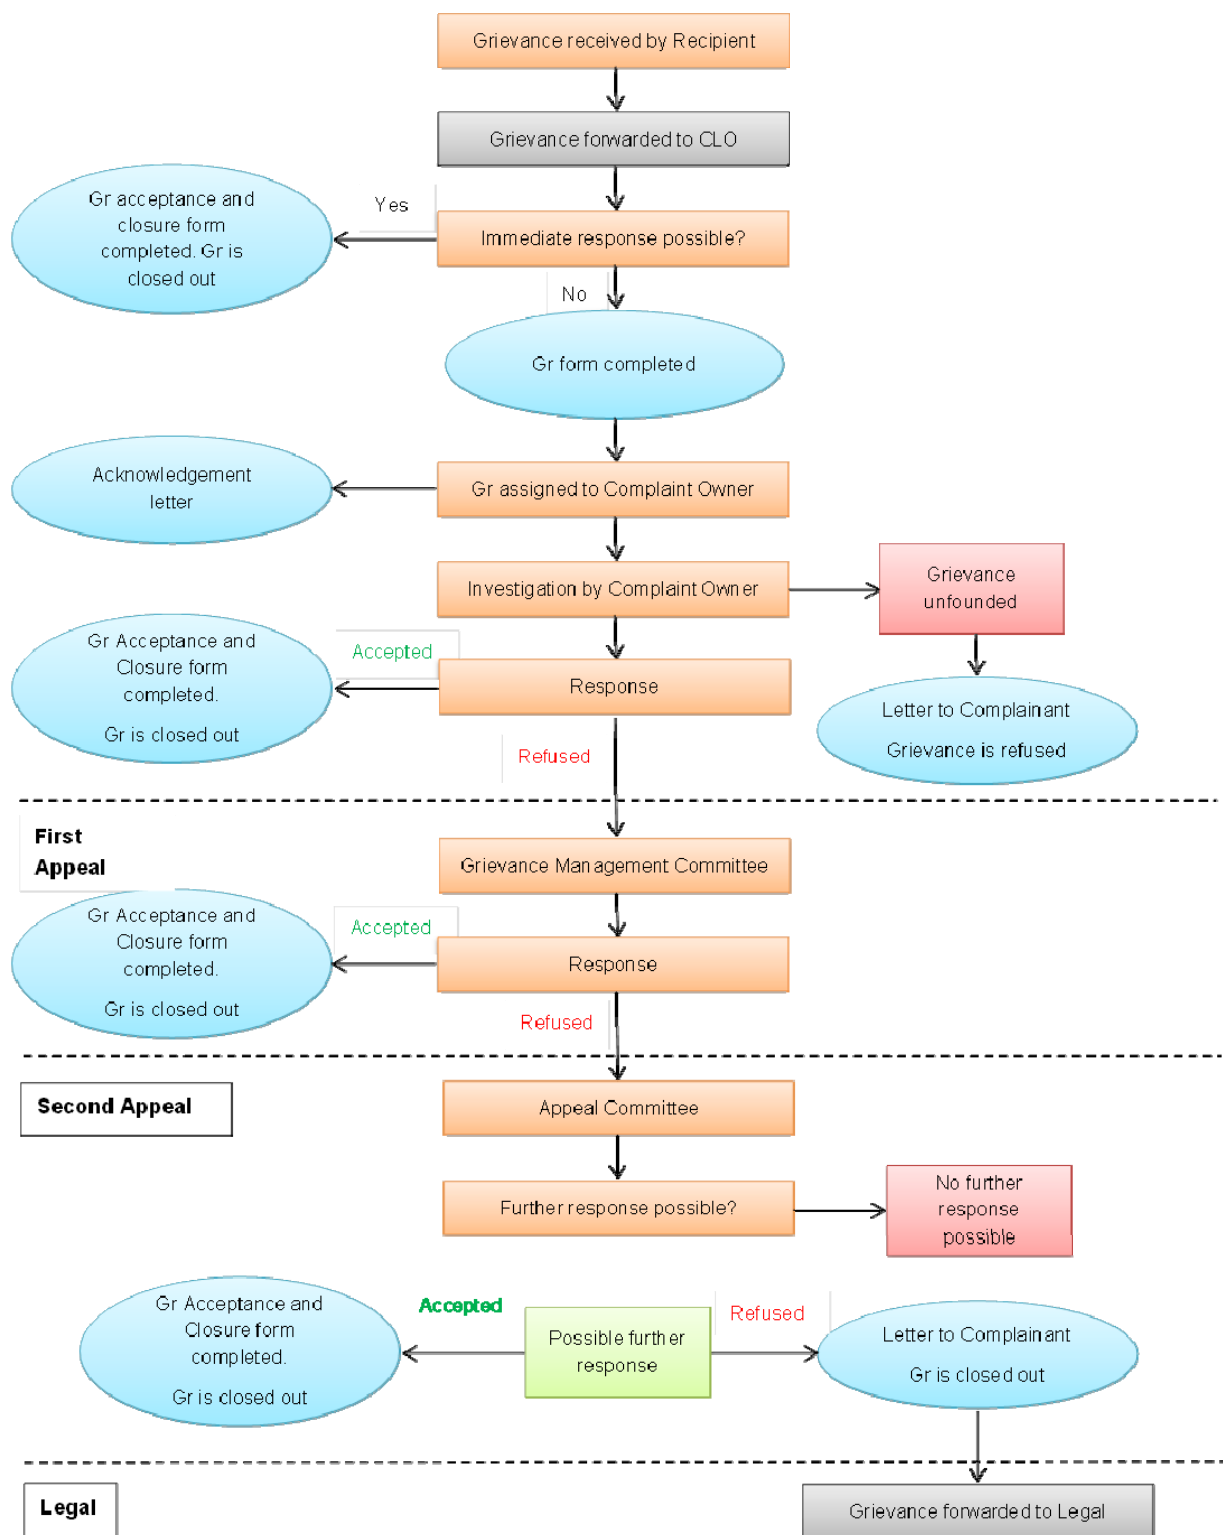 Grievance received by Recipient
Grievance forwarded to CLO
Gr acceptance and
closure form
completed. Gr is
closed out
Yes
Immediate response possible?
No
Gr form completed
Acknowledgement
letter
Gr assigned to Complaint Owner
Investigation by Complaint Owner
Grievance
unfounded
Gr Acceptance and
Closure form
completed.
Gr is closed out
Accepted
Response
Letter to Complainant
Grievance is refused
Refused
First
Appeal
Grievance Management Committee
Gr Acceptance and
Closure form
completed.
Gr is closed out
Accepted
Response
Refused
Second Appeal
Appeal Committee
Further response possible?
No further
response
possible
Gr Acceptance and
Closure form
completed.
Gr is closed out
Accepted
Possible further
response
Refused
Letter to Complainant
Gr is closed out
Legal
Grievance forwarded to Legal